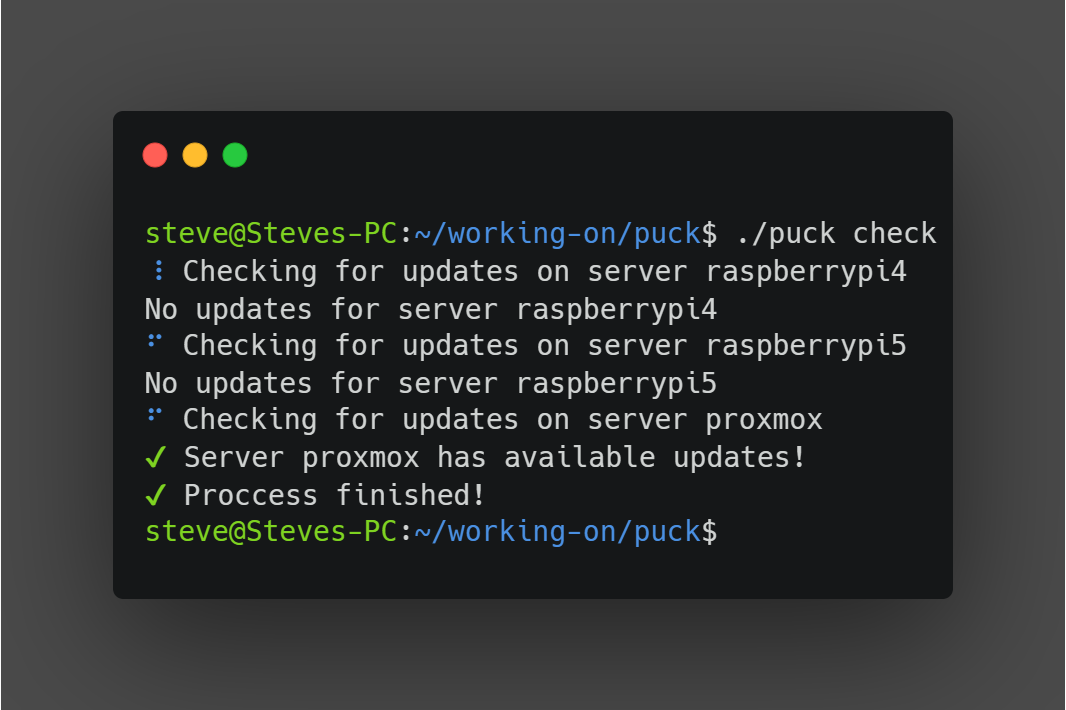 steve@Steves-PC:~/working-on/puck$ ./puck check
⠇ Checking for updates on server raspberrypi4
No updates for server raspberrypi4
⠋ Checking for updates on server raspberrypi5
No updates for server raspberrypi5
⠋ Checking for updates on server proxmox
✓ Server proxmox has available updates!
✓ Proccess finished!
steve@Steves-PC:~/working-on/puck$